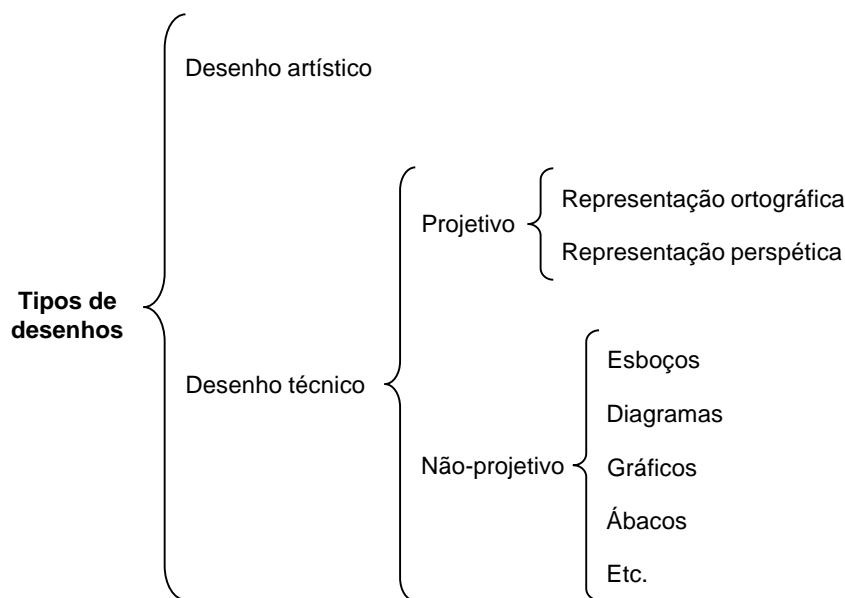 Tipos de
desenhos
Desenho artístico
Desenho técnico
Projetivo
Representação ortográfica
Representação perspética
Não-projetivo
Esboços
Diagramas
Gráficos
Ábacos
Etc.